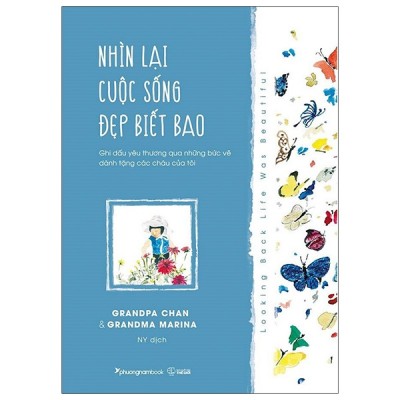 NHÌN LẠI
CUỘC SỐNG
ĐẸP BIẾT BAO
Ghi dấu yêu thương qua những bức vẽ
dành tặng các cháu của tôi
Looking Back Life Was Beautiful
GRANDPA CHAN
& GRANDMA MARINA
NY dịch
phuongnambook